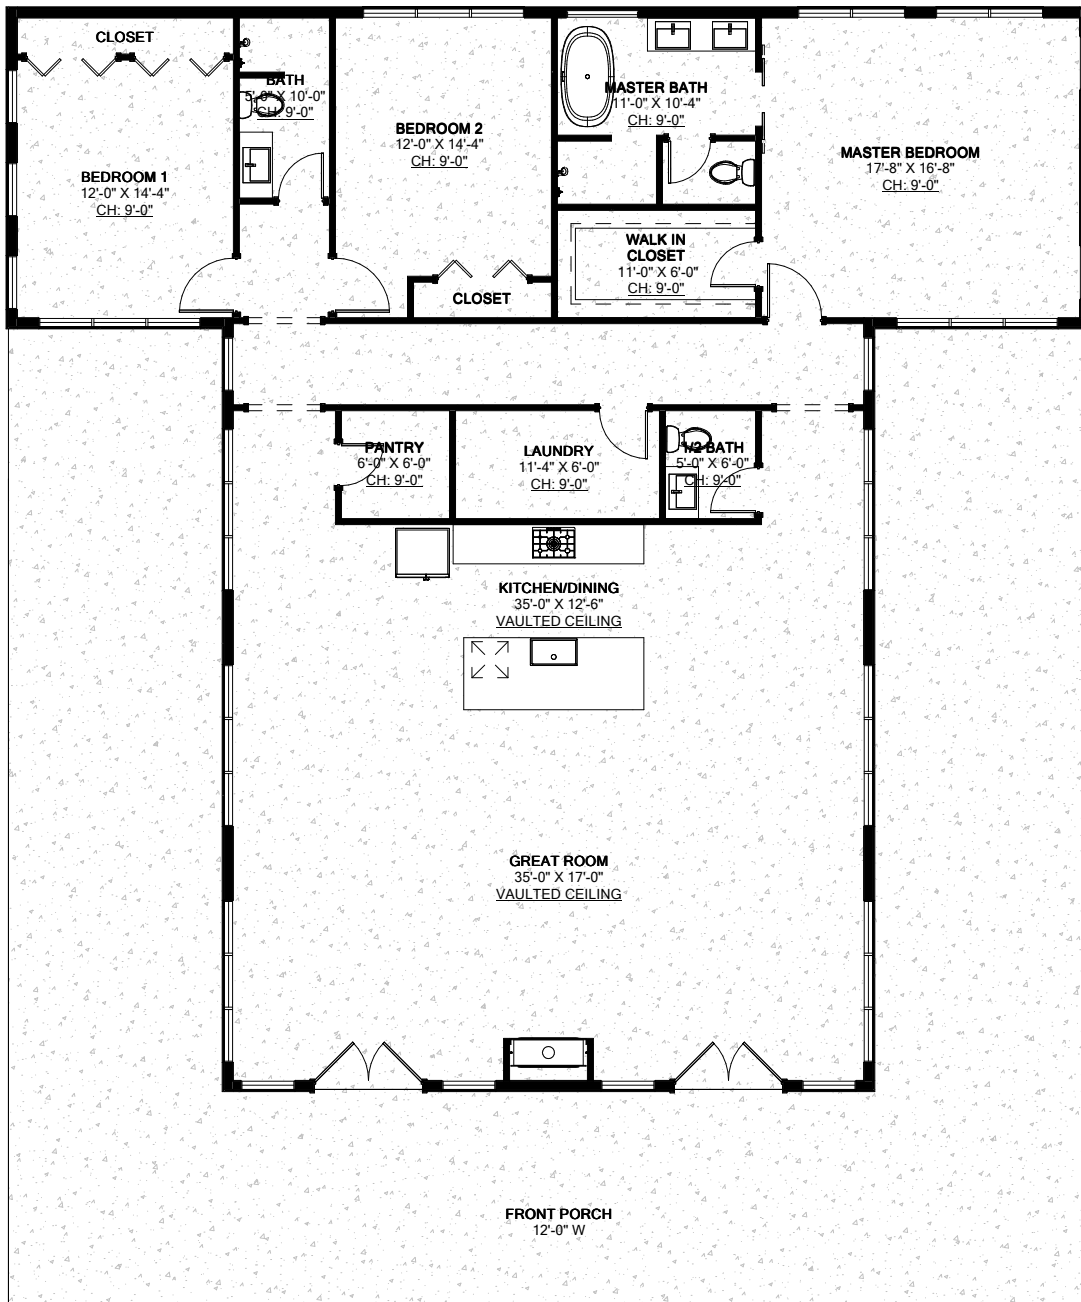 CLOSET
BATH
5'-0" X 10'-0"
CH: 9'-0"
MASTER BATH
11'-0" X 10'-4"
CH: 9'-0"
BEDROOM 2
12'-0" X 14'-4"
CH: 9'-0"
MASTER BEDROOM
17'-8" X 16'-8"
CH: 9'-0"
BEDROOM 1
12'-0" X 14'-4"
CH: 9'-0"
WALK IN
CLOSET
11'-0" X 6'-0"
CH: 9'-0"
CLOSET
PANTRY
6'-0" X 6'-0"
CH: 9'-0"
LAUNDRY
11'-4" X 6'-0"
CH: 9'-0"
1/2 BATH
5'-0" X 6'-0"
CH: 9'-0"
KITCHEN/DINING
35'-0" X 12'-6"
VAULTED CEILING
GREAT ROOM
35'-0" X 17'-0"
VAULTED CEILING
FRONT PORCH
12'-0" W